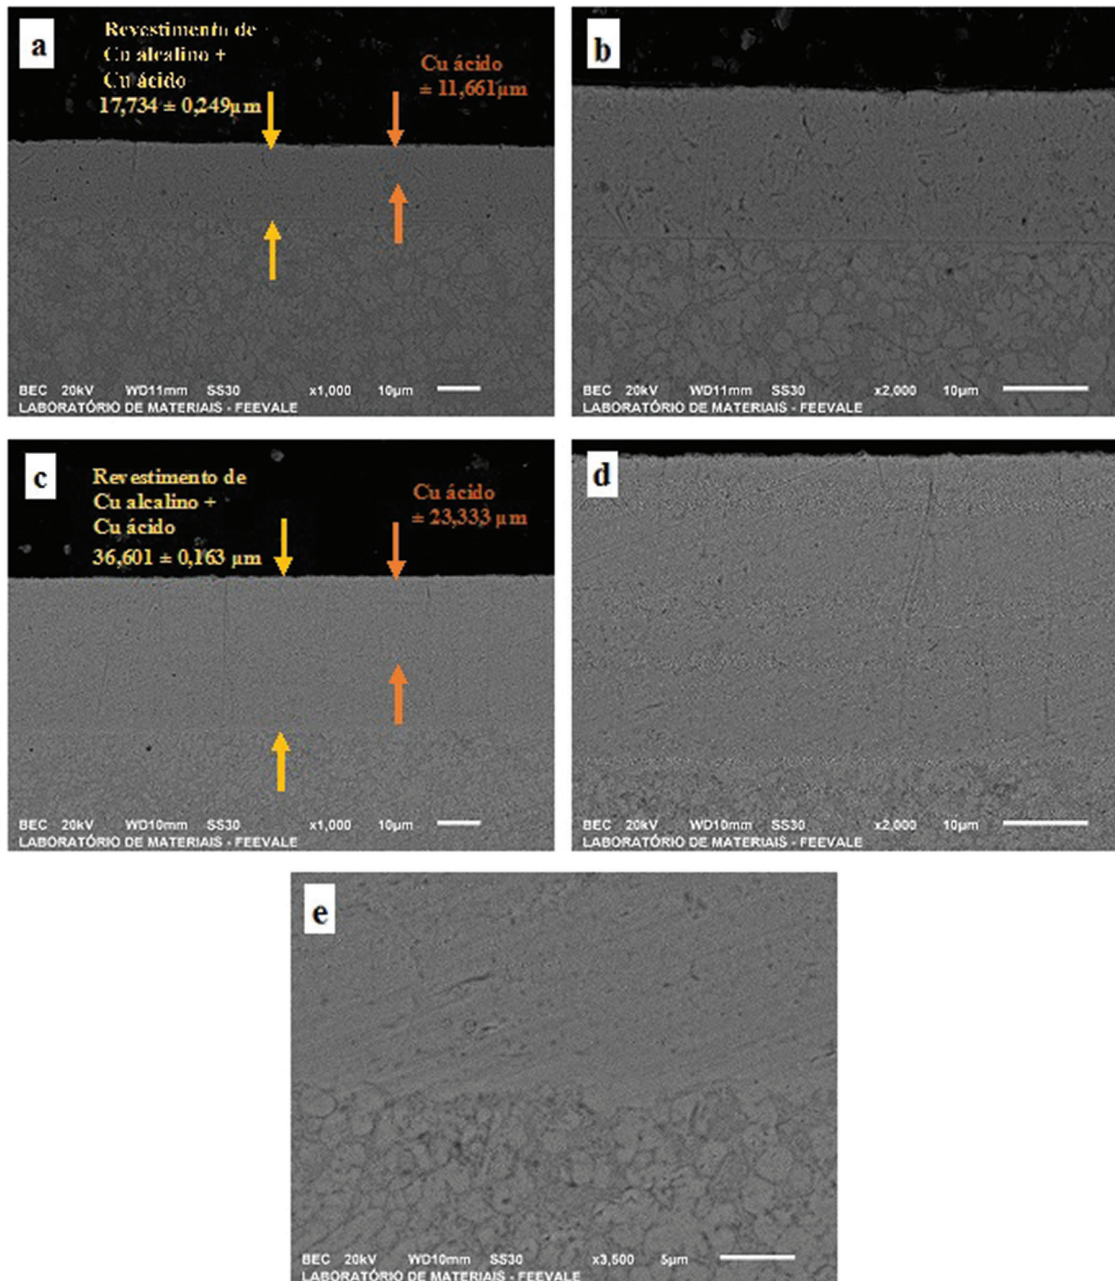 a
Revestimento de
Cu alcalino +
Cu ácido
17,734 ± 0,249µm
Cu ácido
± 11,661µm
BEC 20kV WD11mm SS30 x1,000 10µm
LABORATÓRIO DE MATERIAIS - FEEVALE
b
BEC 20kV WD11mm SS30 x2,000 10µm
LABORATÓRIO DE MATERIAIS - FEEVALE
c
Revestimento de
Cu alcalino +
Cu ácido
36,601 ± 0,163 µm
Cu ácido
± 23,333 µm
BEC 20kV WD10mm SS30 x1,000 10µm
LABORATÓRIO DE MATERIAIS - FEEVALE
d
BEC 20kV WD10mm SS30 x2,000 10µm
LABORATÓRIO DE MATERIAIS - FEEVALE
e
BEC 20kV WD10mm SS30 x3,500 5µm
LABORATÓRIO DE MATERIAIS - FEEVALE